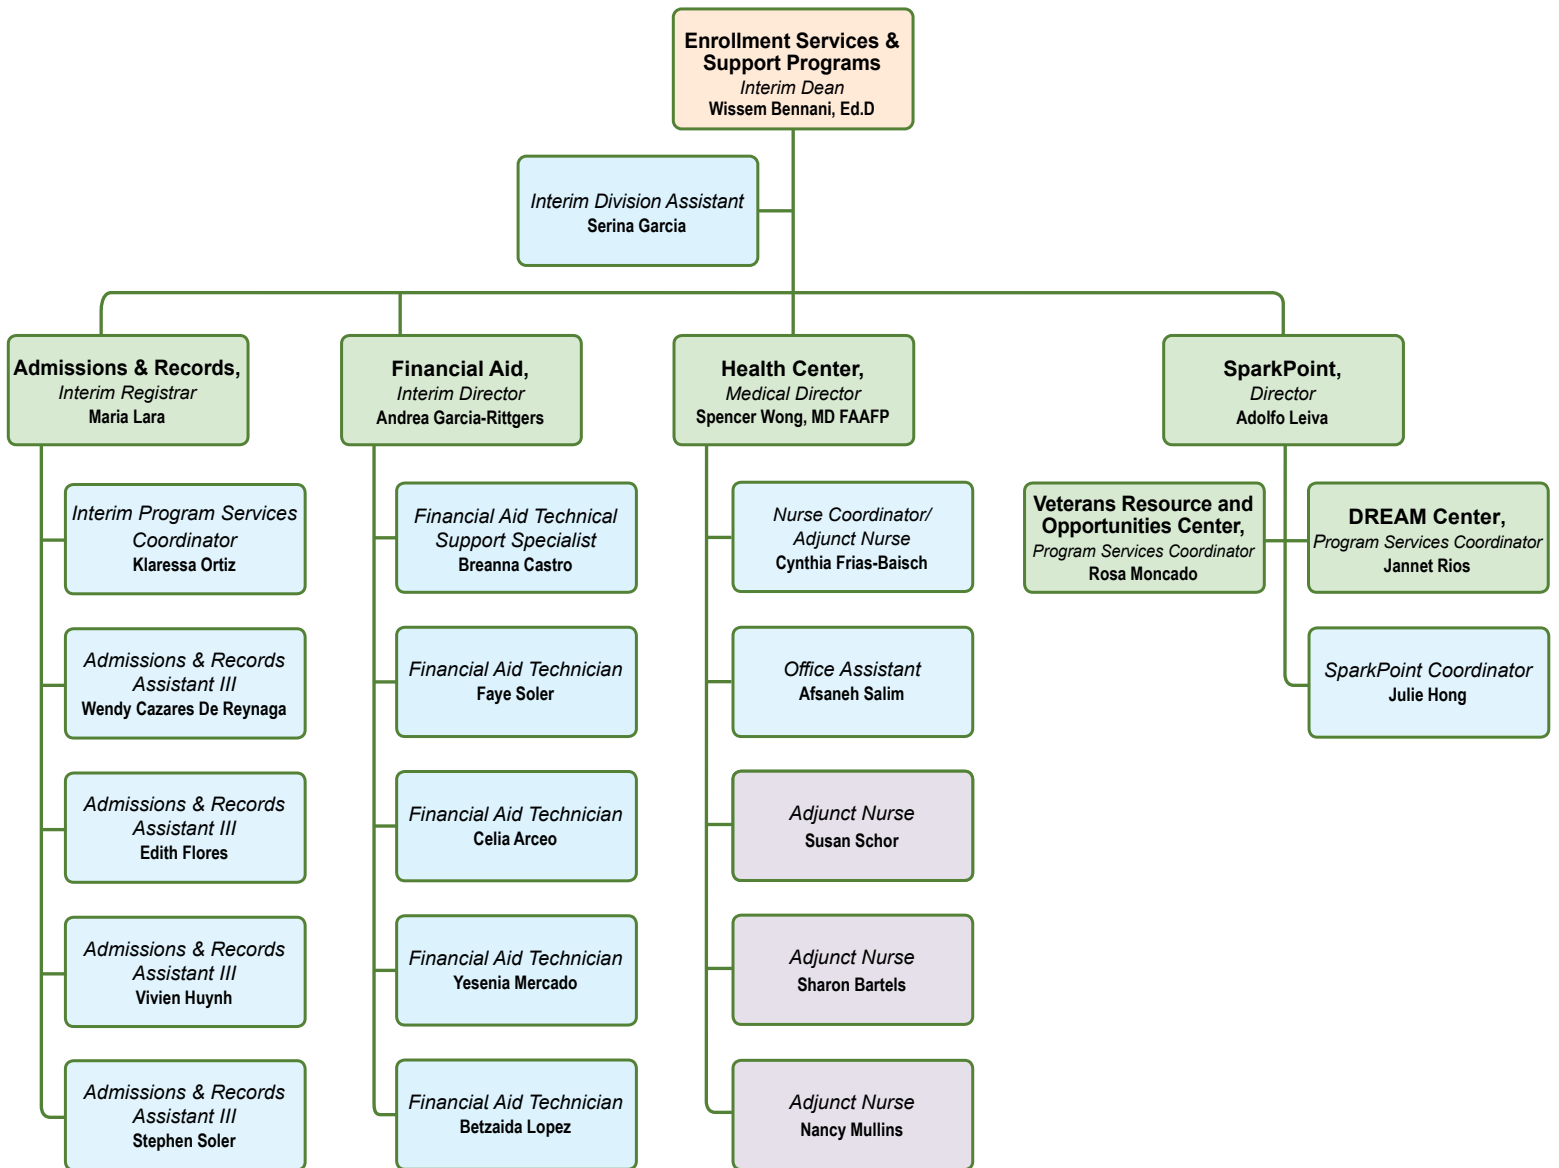 Enrollment Services &
Support Programs
Interim Dean
Wissem Bennani, Ed.D
Interim Division Assistant
Serina Garcia
Admissions & Records,
Interim Registrar
Maria Lara
Interim Program Services
Coordinator
Klaressa Ortiz
Admissions & Records
Assistant III
Wendy Cazares De Reynaga
Admissions & Records
Assistant III
Edith Flores
Admissions & Records
Assistant III
Vivien Huynh
Admissions & Records
Assistant III
Stephen Soler
Financial Aid,
Interim Director
Andrea Garcia-Rittgers
Financial Aid Technical
Support Specialist
Breanna Castro
Financial Aid Technician
Faye Soler
Financial Aid Technician
Celia Arceo
Financial Aid Technician
Yesenia Mercado
Financial Aid Technician
Betzaida Lopez
Health Center,
Medical Director
Spencer Wong, MD FAAFP
Nurse Coordinator/
Adjunct Nurse
Cynthia Frias-Baisch
Office Assistant
Afsaneh Salim
Adjunct Nurse
Susan Schor
Adjunct Nurse
Sharon Bartels
Adjunct Nurse
Nancy Mullins
SparkPoint,
Director
Adolfo Leiva
Veterans Resource and
Opportunities Center,
Program Services Coordinator
Rosa Moncado
DREAM Center,
Program Services Coordinator
Jannet Rios
SparkPoint Coordinator
Julie Hong